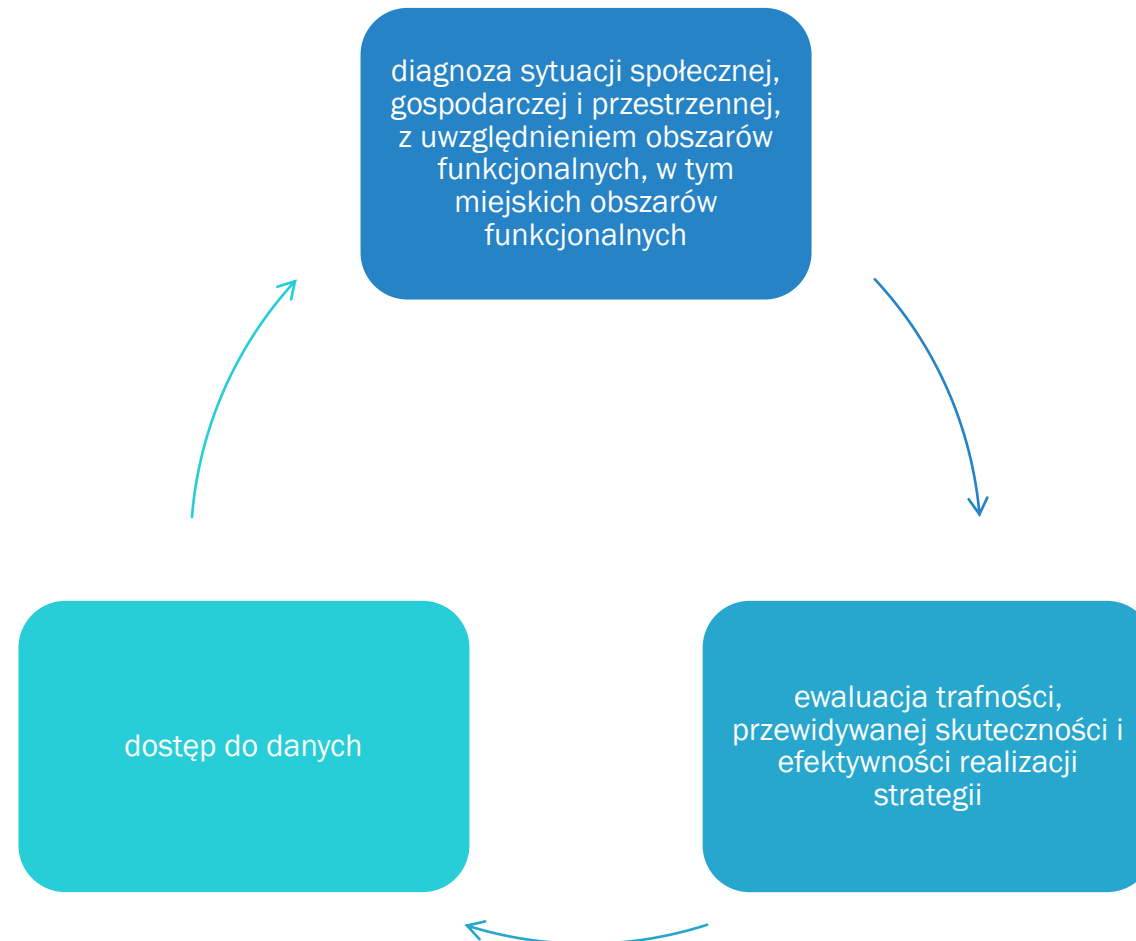 diagnoza sytuacji społecznej,
gospodarczej i przestrzennej,
z uwzględnieniem obszarów
funkcjonalnych, w tym
miejskich obszarów
funkcjonalnych
dostęp do danych
ewaluacja trafności,
przewidywanej skuteczności i
efektywności realizacji
strategii